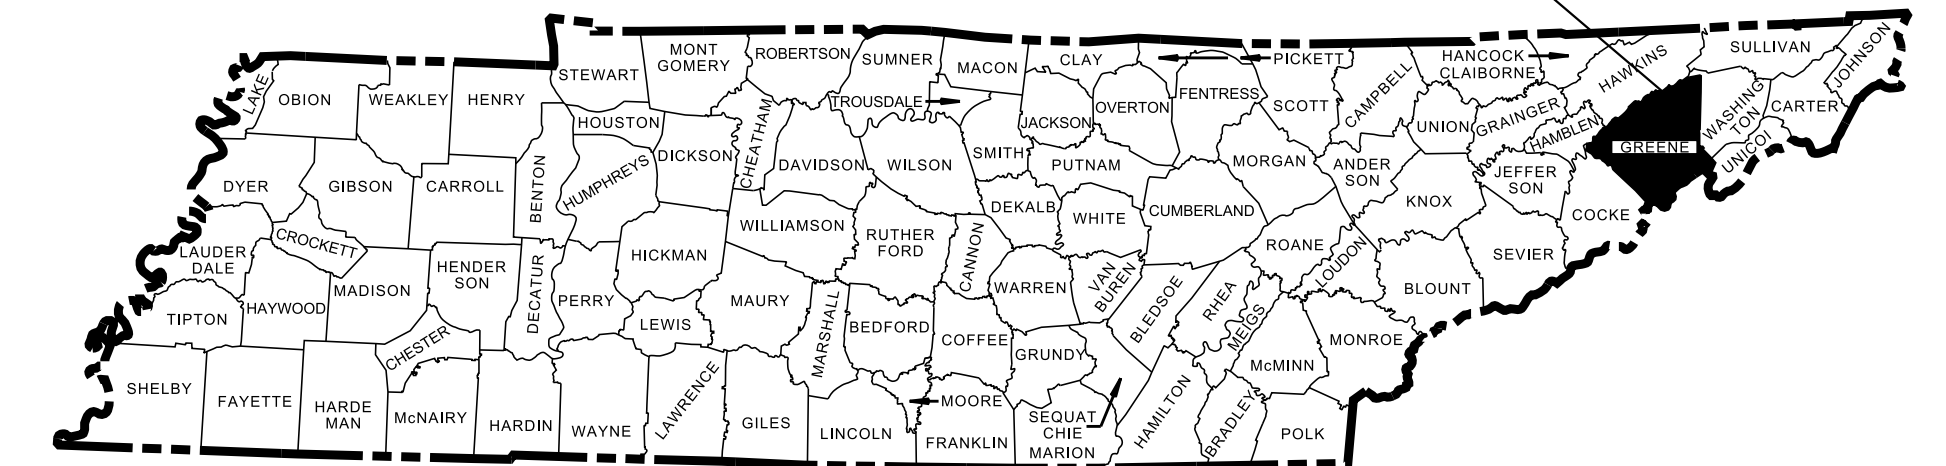 LAKE
OBION
WEAKLEY
HENRY
STEWART
MONT
GOMERY
ROBERTSON
SUMNER
MACON
CLAY
PICKETT
HANCOCK
CLAIBORNE
HAWKINS
SULLIVAN
JOHNSON
HOUSTON
CHEATHAM
TROUSDALE
JACKSON
OVERTON
FENTRESS
SCOTT
CAMPBELL
UNION
GRAINGER
HAMBLEN
GREENE
WASHING
TON
UNICOI
CARTER
DYER
GIBSON
CARROLL
BENTON
HUMPHREYS
DICKSON
DAVIDSON
WILSON
SMITH
PUTNAM
MORGAN
ANDER
SON
KNOX
JEFFER
SON
COCKE
LAUDER
DALE
CROCKETT
HAYWOOD
MADISON
HENDER
SON
DECATUR
PERRY
HICKMAN
WILLIAMSON
RUTHER
FORD
CANNON
DEKALB
WHITE
CUMBERLAND
ROANE
LOUDON
BLOUNT
SEVIER
TIPTON
CHESTER
LEWIS
MAURY
MARSHALL
BEDFORD
COFFEE
WARREN
VAN
BUREN
GRUNDY
BLEDSOE
RHEA
MEIGS
McMINN
MONROE
SHELBY
FAYETTE
HARDE
MAN
McNAIRY
HARDIN
WAYNE
LAWRENCE
GILES
LINCOLN
MOORE
FRANKLIN
SEQUAT
CHIE
MARION
HAMILTON
BRADLEY
POLK